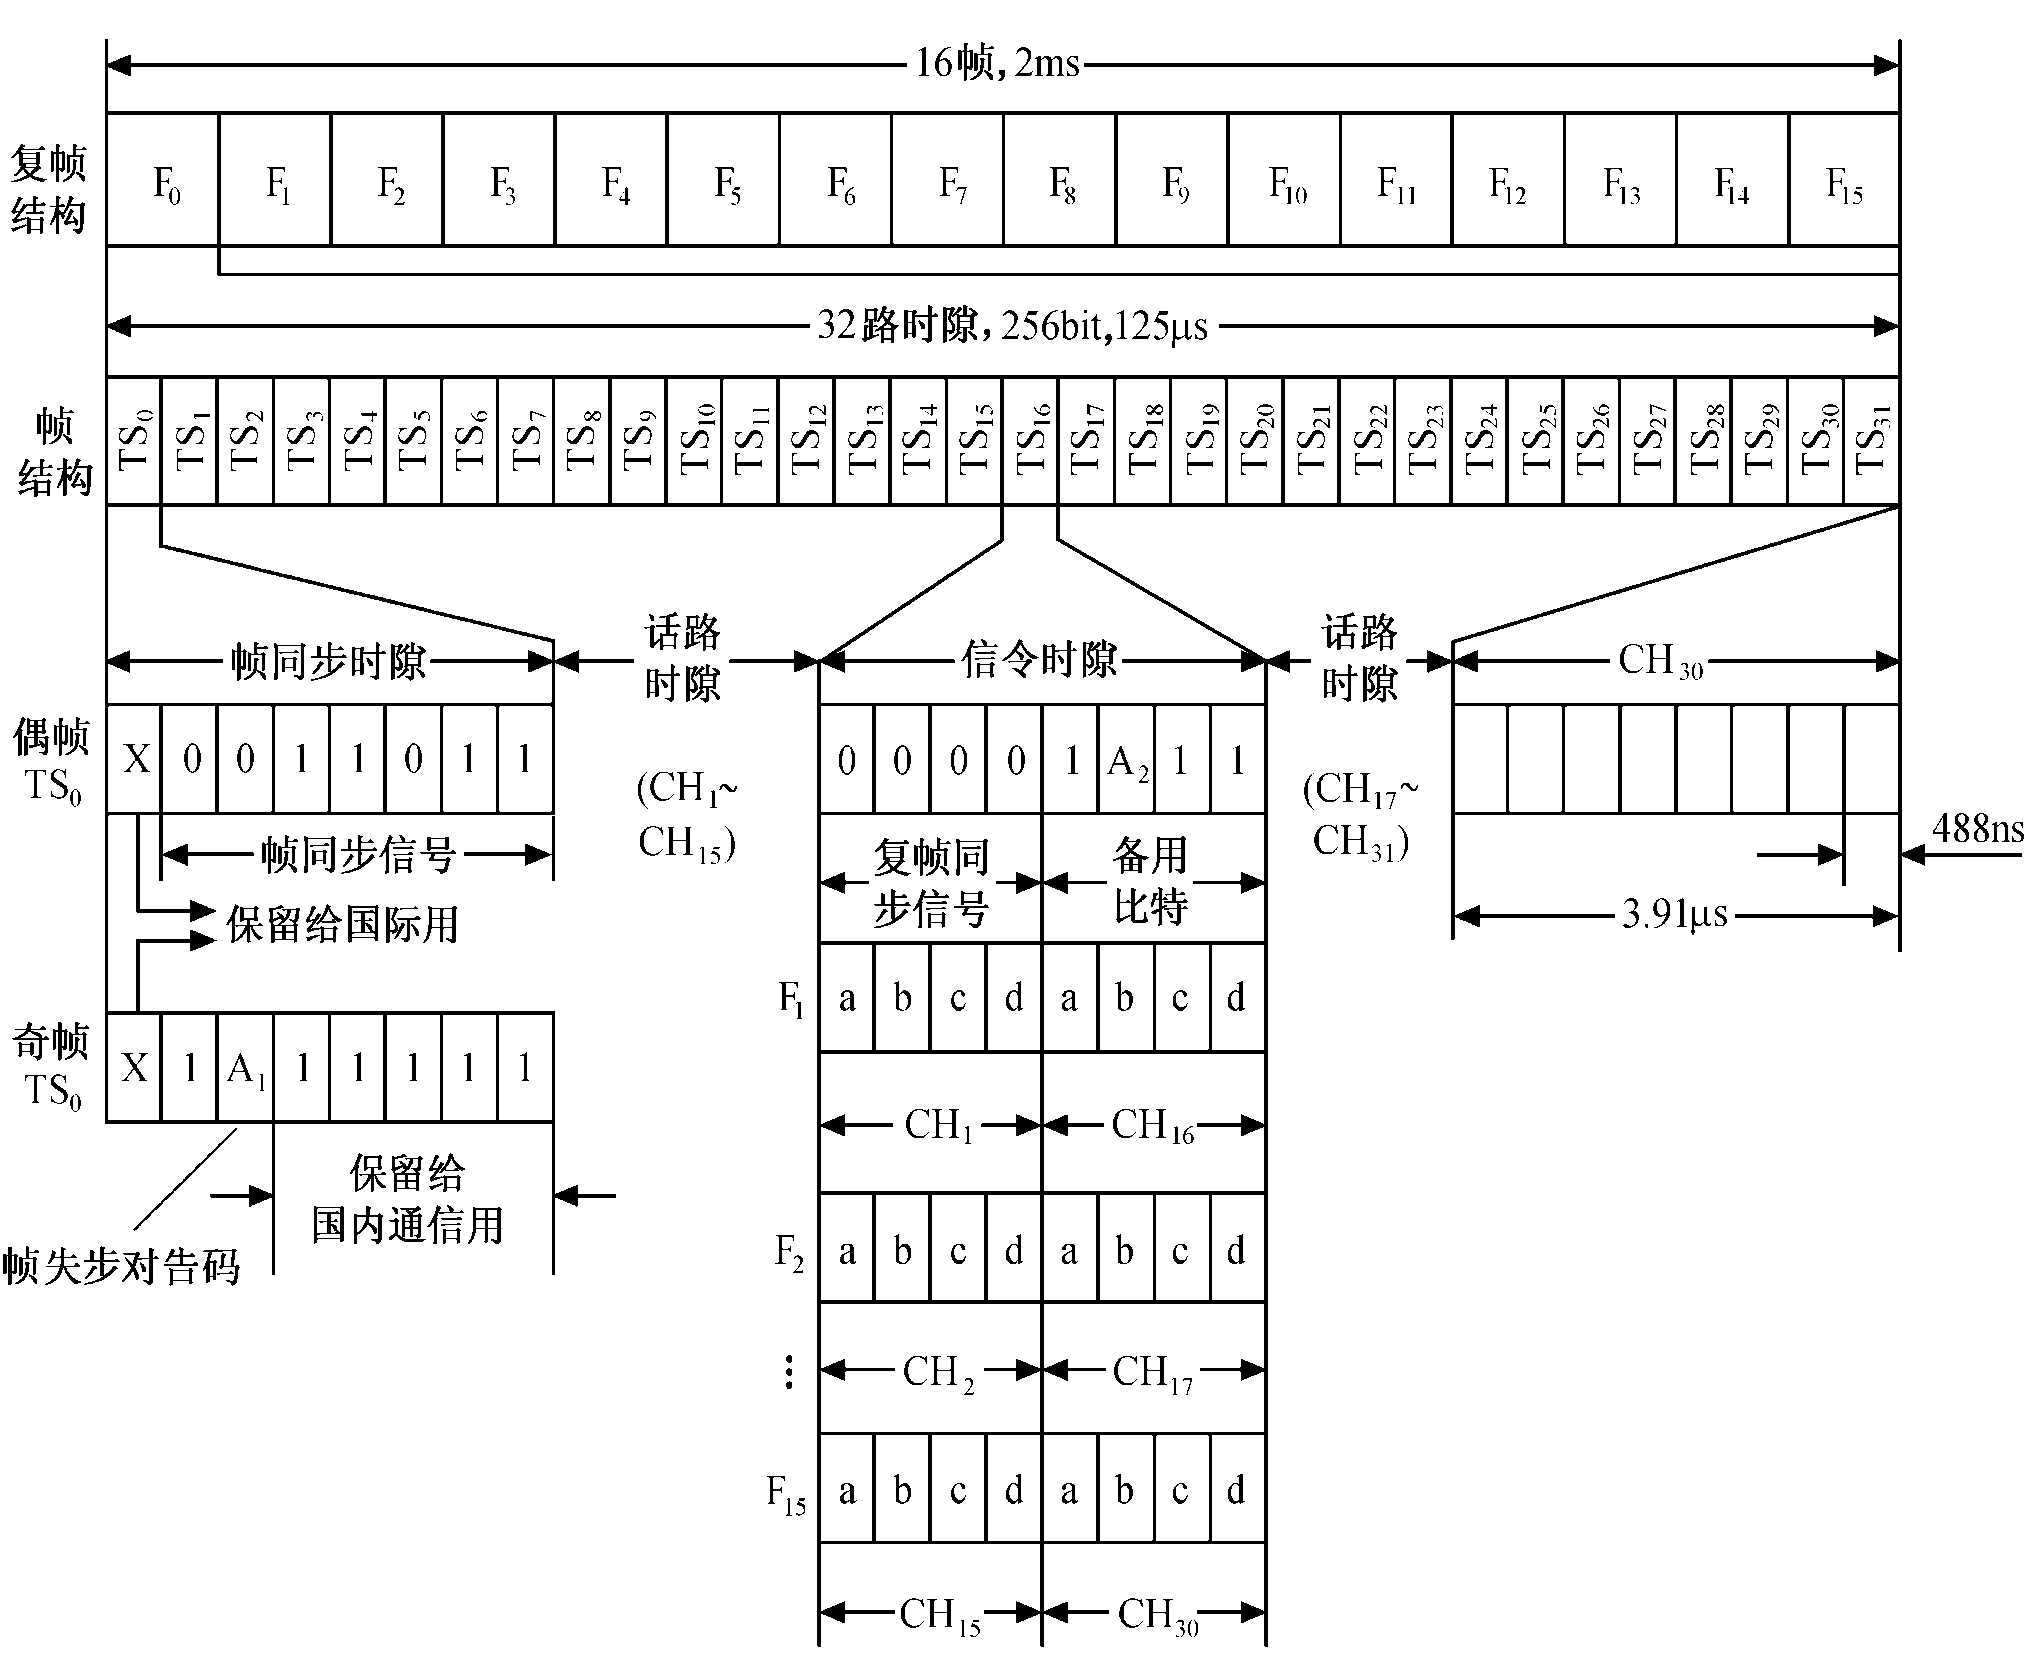 16帧,2ms
复帧
结构
F0 F1 F2 F3 F4 F5 F6 F7 F8 F9 F10 F11 F12 F13 F14 F15
32路时隙,256bit,125μs
帧
结构
TS0 TS1 TS2 TS3 TS4 TS5 TS6 TS7 TS8 TS9 TS10 TS11 TS12 TS13 TS14 TS15 TS16 TS17 TS18 TS19 TS20 TS21 TS22 TS23 TS24 TS25 TS26 TS27 TS28 TS29 TS30 TS31
帧同步时隙
话路
时隙
信令时隙
话路
时隙
CH30
偶帧
TS0
X 0 0 1 1 0 1 1
(CH1~
CH15)
0 0 0 0 1 A2 1 1
(CH17~
CH31)
488ns
帧同步信号
复帧同
步信号
备用
比特
3.91μs
保留给国际用
F1
a b c d a b c d
奇帧
TS0
X 1 A1 1 1 1 1 1
CH1
CH16
保留给
国内通信用
帧失步对告码
F2
a b c d a b c d
⋮
CH2
CH17
F15
a b c d a b c d
CH15
CH30